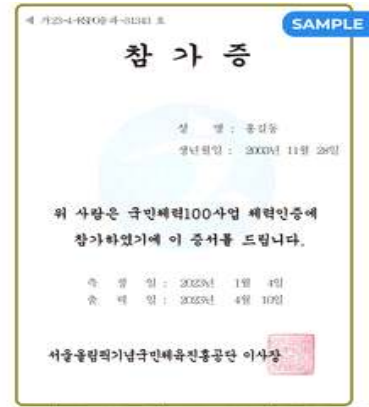 SAMPLE
참 가 증
성 명 : 홍길동
생년월일 : 2003년 11월 28일
위 사람은 국민체력100사업 체력인증에
참가하였기에 이 증서를 드립니다.
측 정 일 : 2023년 1월 4일
출 력 일 : 2023년 4월 10일
서울올림픽기념국민체육진흥공단 이사장